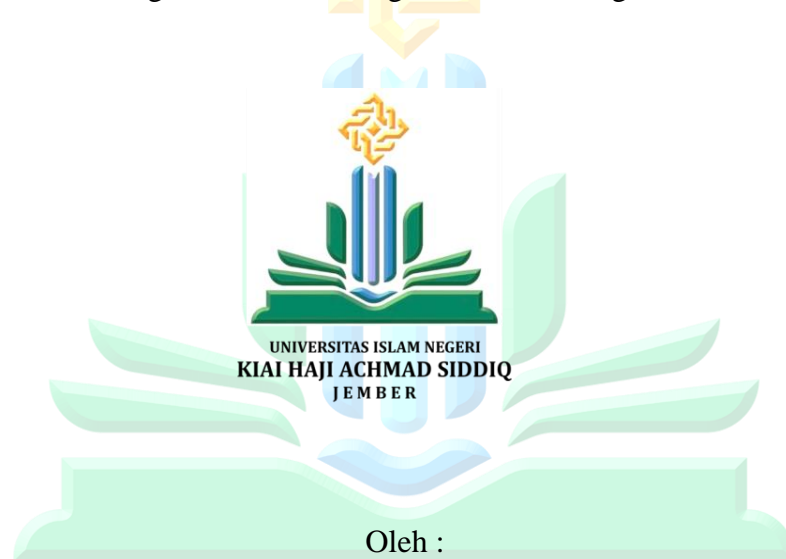 UNIVERSITAS ISLAM NEGERI
KIAI HAJI ACHMAD SIDDIQ
JEMBER
Oleh :